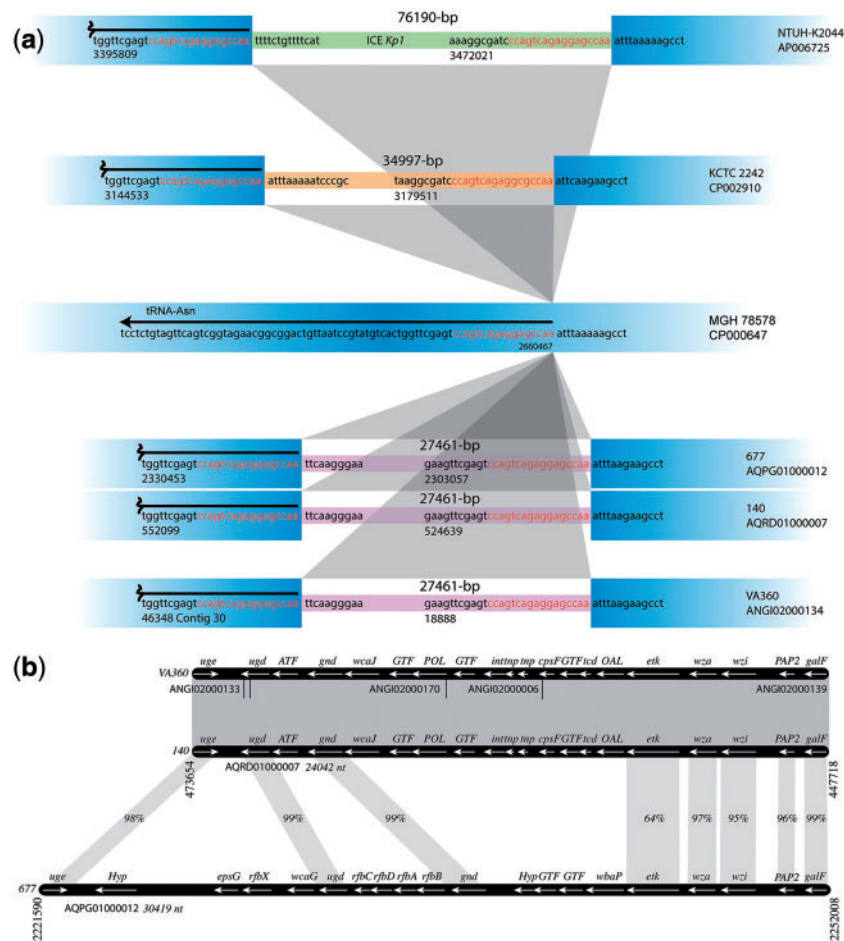 (a)
76190-bp
tggttcgagtccagtcagaggagccaa ttttctgttttcat ICE Kp1 aaaggcgatcccagtcagaggagccaa atttaaaaagcct
3395809 3472021
NTUH-K2044
AP006725
34997-bp
tggttcgagtccagtcagaggagccaa atttaaaaatcccgc taaggcgatcccagtcagaggcgccaa attcaagaagcct
3144533 3179511
KCTC 2242
CP002910
tRNA-Asn
tcctctgtagttcagtcggtagaacggcggactgttaatccgtatgtcactggttcgagtccagtcagaggagccaa atttaaaaagcct
2660467
MGH 78578
CP000647
27461-bp
tggttcgagtccagtcagaggagccaa ttcaagggaa gaagttcgagtccagtcagaggagccaa atttaagaagcct
2330453 2303057
677
AQPG01000012
27461-bp
tggttcgagtccagtcagaggagccaa ttcaagggaa gaagttcgagtccagtcagaggagccaa atttaagaagcct
552099 524639
140
AQRD01000007
27461-bp
tggttcgagtccagtcagaggagccaa ttcaagggaa gaagttcgagtccagtcagaggagccaa atttaagaagcct
46348 Contig 30 18888
VA360
ANGI02000134
(b)
uge ugd ATF gnd wcaJ GTF POL GTF int tnp tnp cpsF GTF tcd OAL etk wza wzi PAP2 galF
VA360
ANGI02000133 ANGI02000170 ANGI02000006 ANGI02000139
uge ugd ATF gnd wcaJ GTF POL GTF int tnp tnp cpsF GTF tcd OAL etk wza wzi PAP2 galF
140
473654 AQRD01000007 24042 nt 447718
98% 99% 99% 64% 97% 95% 96% 99%
uge Hyp epsG rfbX wcaG ugd rfbC rfbD rfbA rfbB gnd Hyp GTF GTF wbaP etk wza wzi PAP2 galF
677
2221590 AQPG01000012 30419 nt 2252008